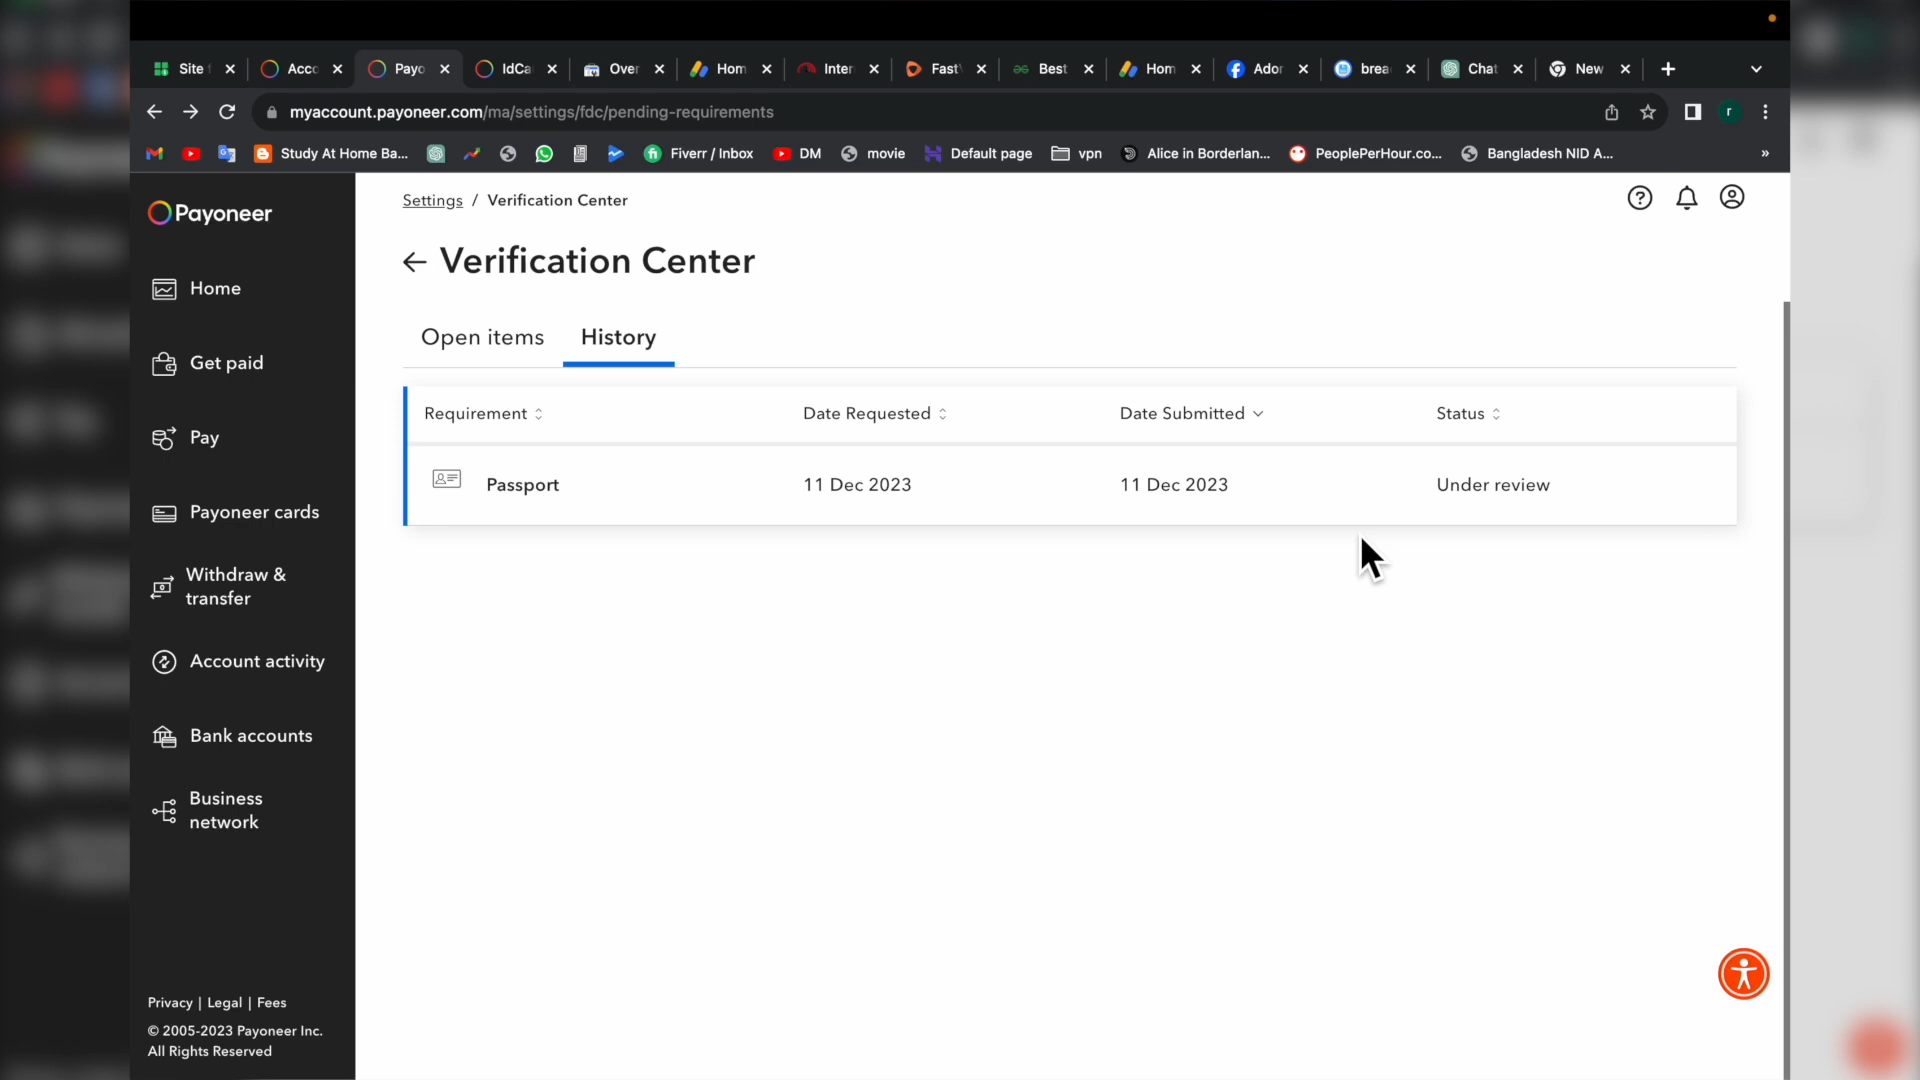 Site
Acco
Payo
IdCa
Over
Hom
Inter
Fast
Best
Hom
Ador
brea
Chat
New
myaccount.payoneer.com/ma/settings/fdc/pending-requirements
Study At Home Ba...
Fiverr / Inbox
DM
movie
Default page
vpn
Alice in Borderlan...
PeoplePerHour.co...
Bangladesh NID A...
»
Payoneer
Home
Get paid
Pay
Payoneer cards
Withdraw &
transfer
Account activity
Bank accounts
Business
network
Privacy | Legal | Fees
© 2005-2023 Payoneer Inc.
All Rights Reserved
Settings / Verification Center
Verification Center
Open items
History
Requirement
Date Requested
Date Submitted
Status
Passport
11 Dec 2023
11 Dec 2023
Under review